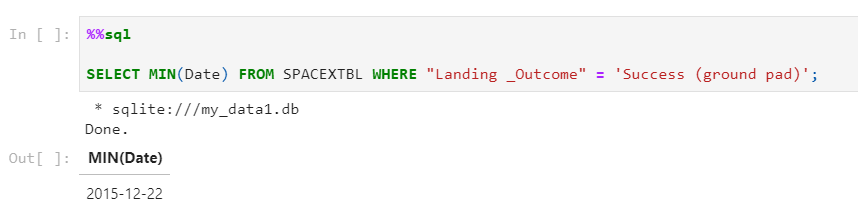 In [ ]: %%sql
SELECT MIN(Date) FROM SPACEXTBL WHERE "Landing _Outcome" = 'Success (ground pad)';
* sqlite:///my_data1.db
Done.
Out[ ]: MIN(Date)
2015-12-22